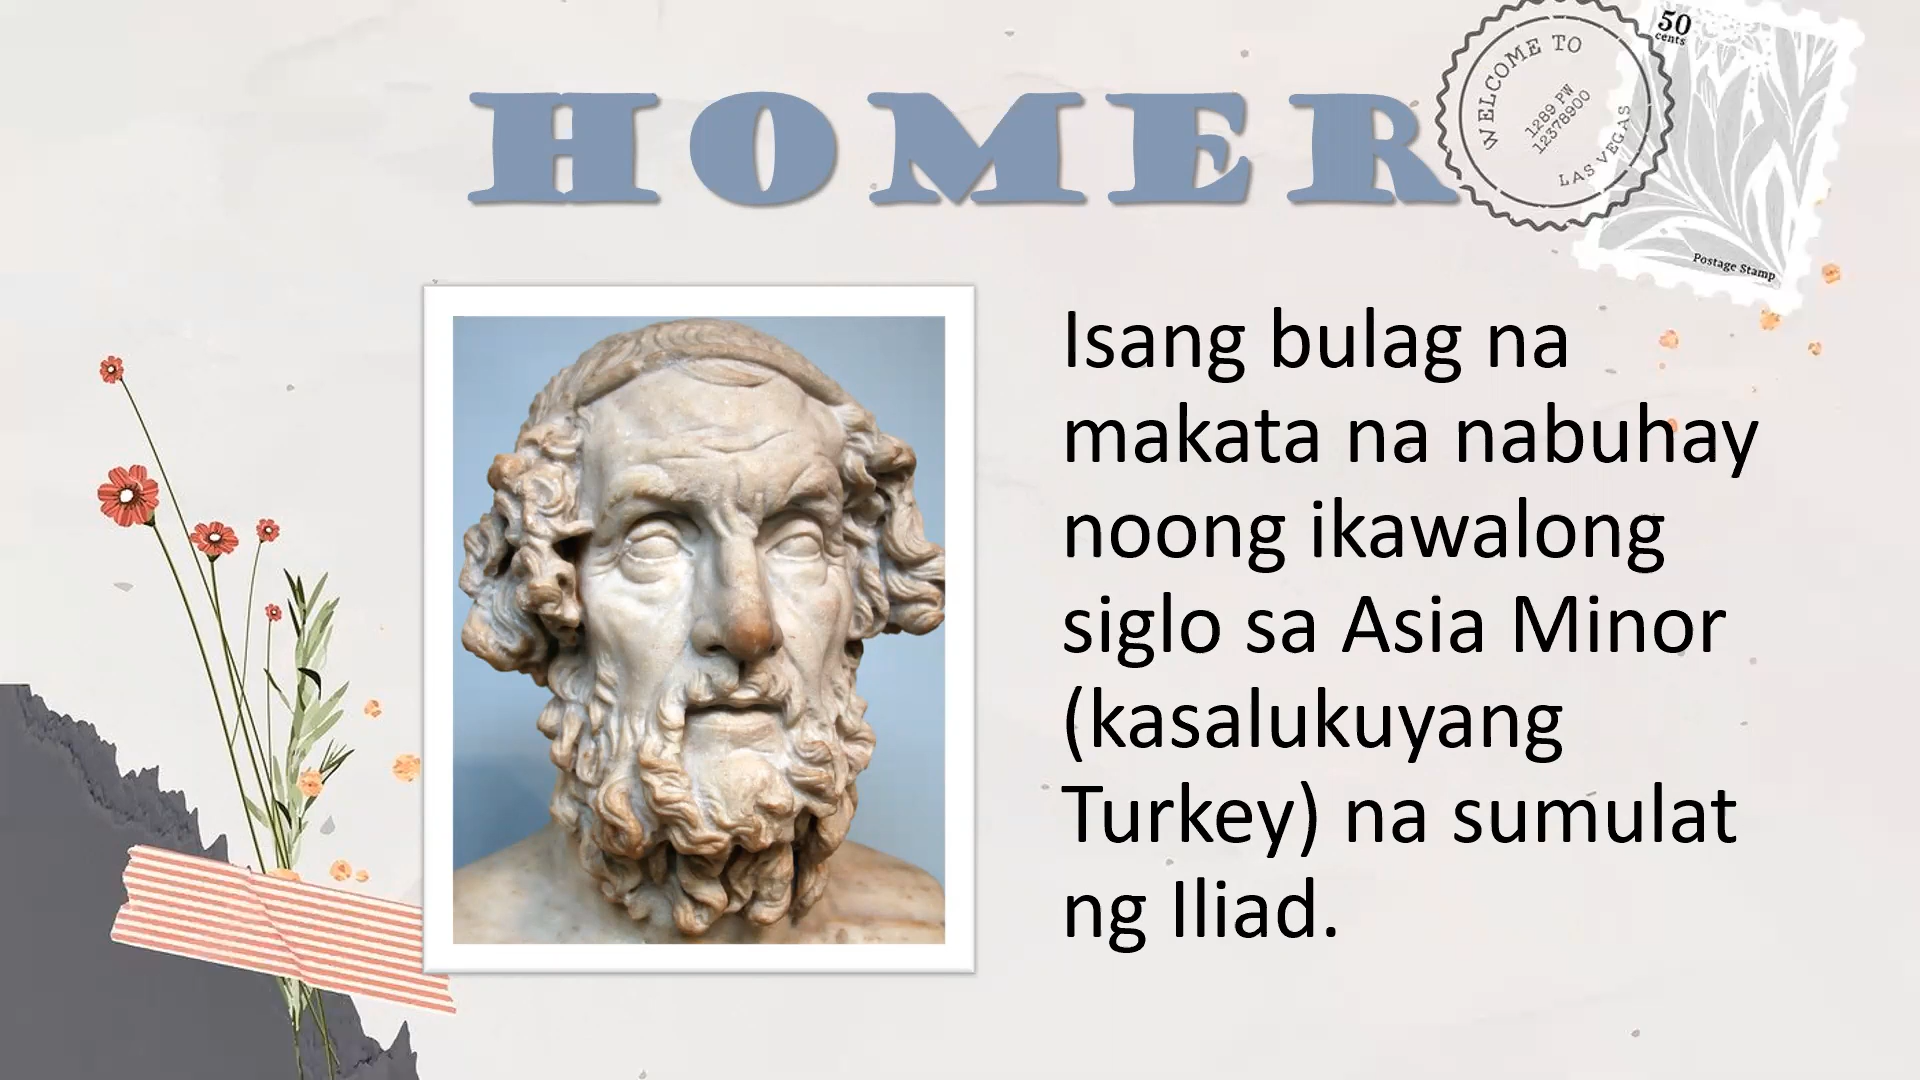 HOMER
WELCOME TO
1289 PW
12378900
LAS VEGAS
50
cents
Postage Stamp
Isang bulag na
makata na nabuhay
noong ikawalong
siglo sa Asia Minor
(kasalukuyang
Turkey) na sumulat
ng Iliad.